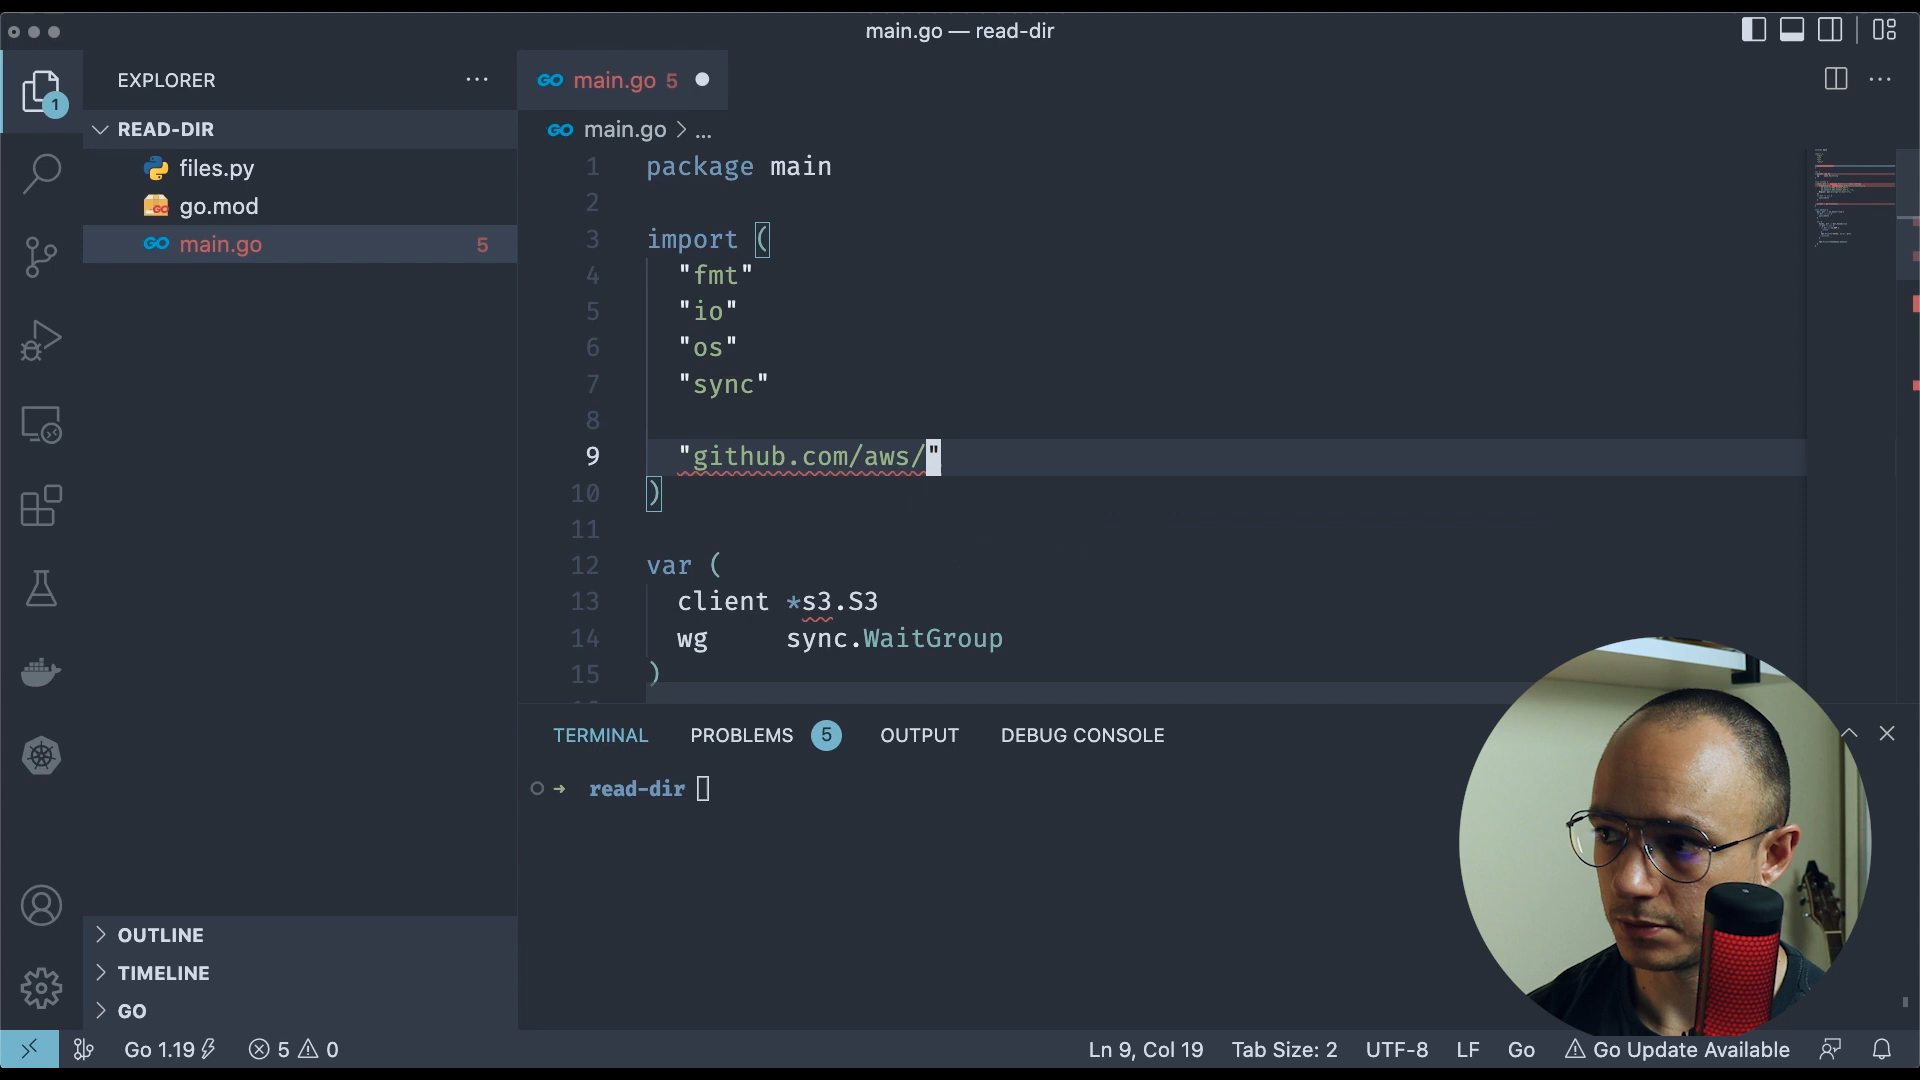 main.go — read-dir
EXPLORER
READ-DIR
files.py
go.mod
main.go 5
1
main.go 5
main.go > ...
1 package main
2
3 import (
4 "fmt"
5 "io"
6 "os"
7 "sync"
8
9 "github.com/aws/"
10 )
11
12 var (
13 client *s3.S3
14 wg sync.WaitGroup
15 )
TERMINAL PROBLEMS 5 OUTPUT DEBUG CONSOLE
read-dir
OUTLINE
TIMELINE
GO
Go 1.19 5 0
Ln 9, Col 19 Tab Size: 2 UTF-8 LF Go Go Update Available